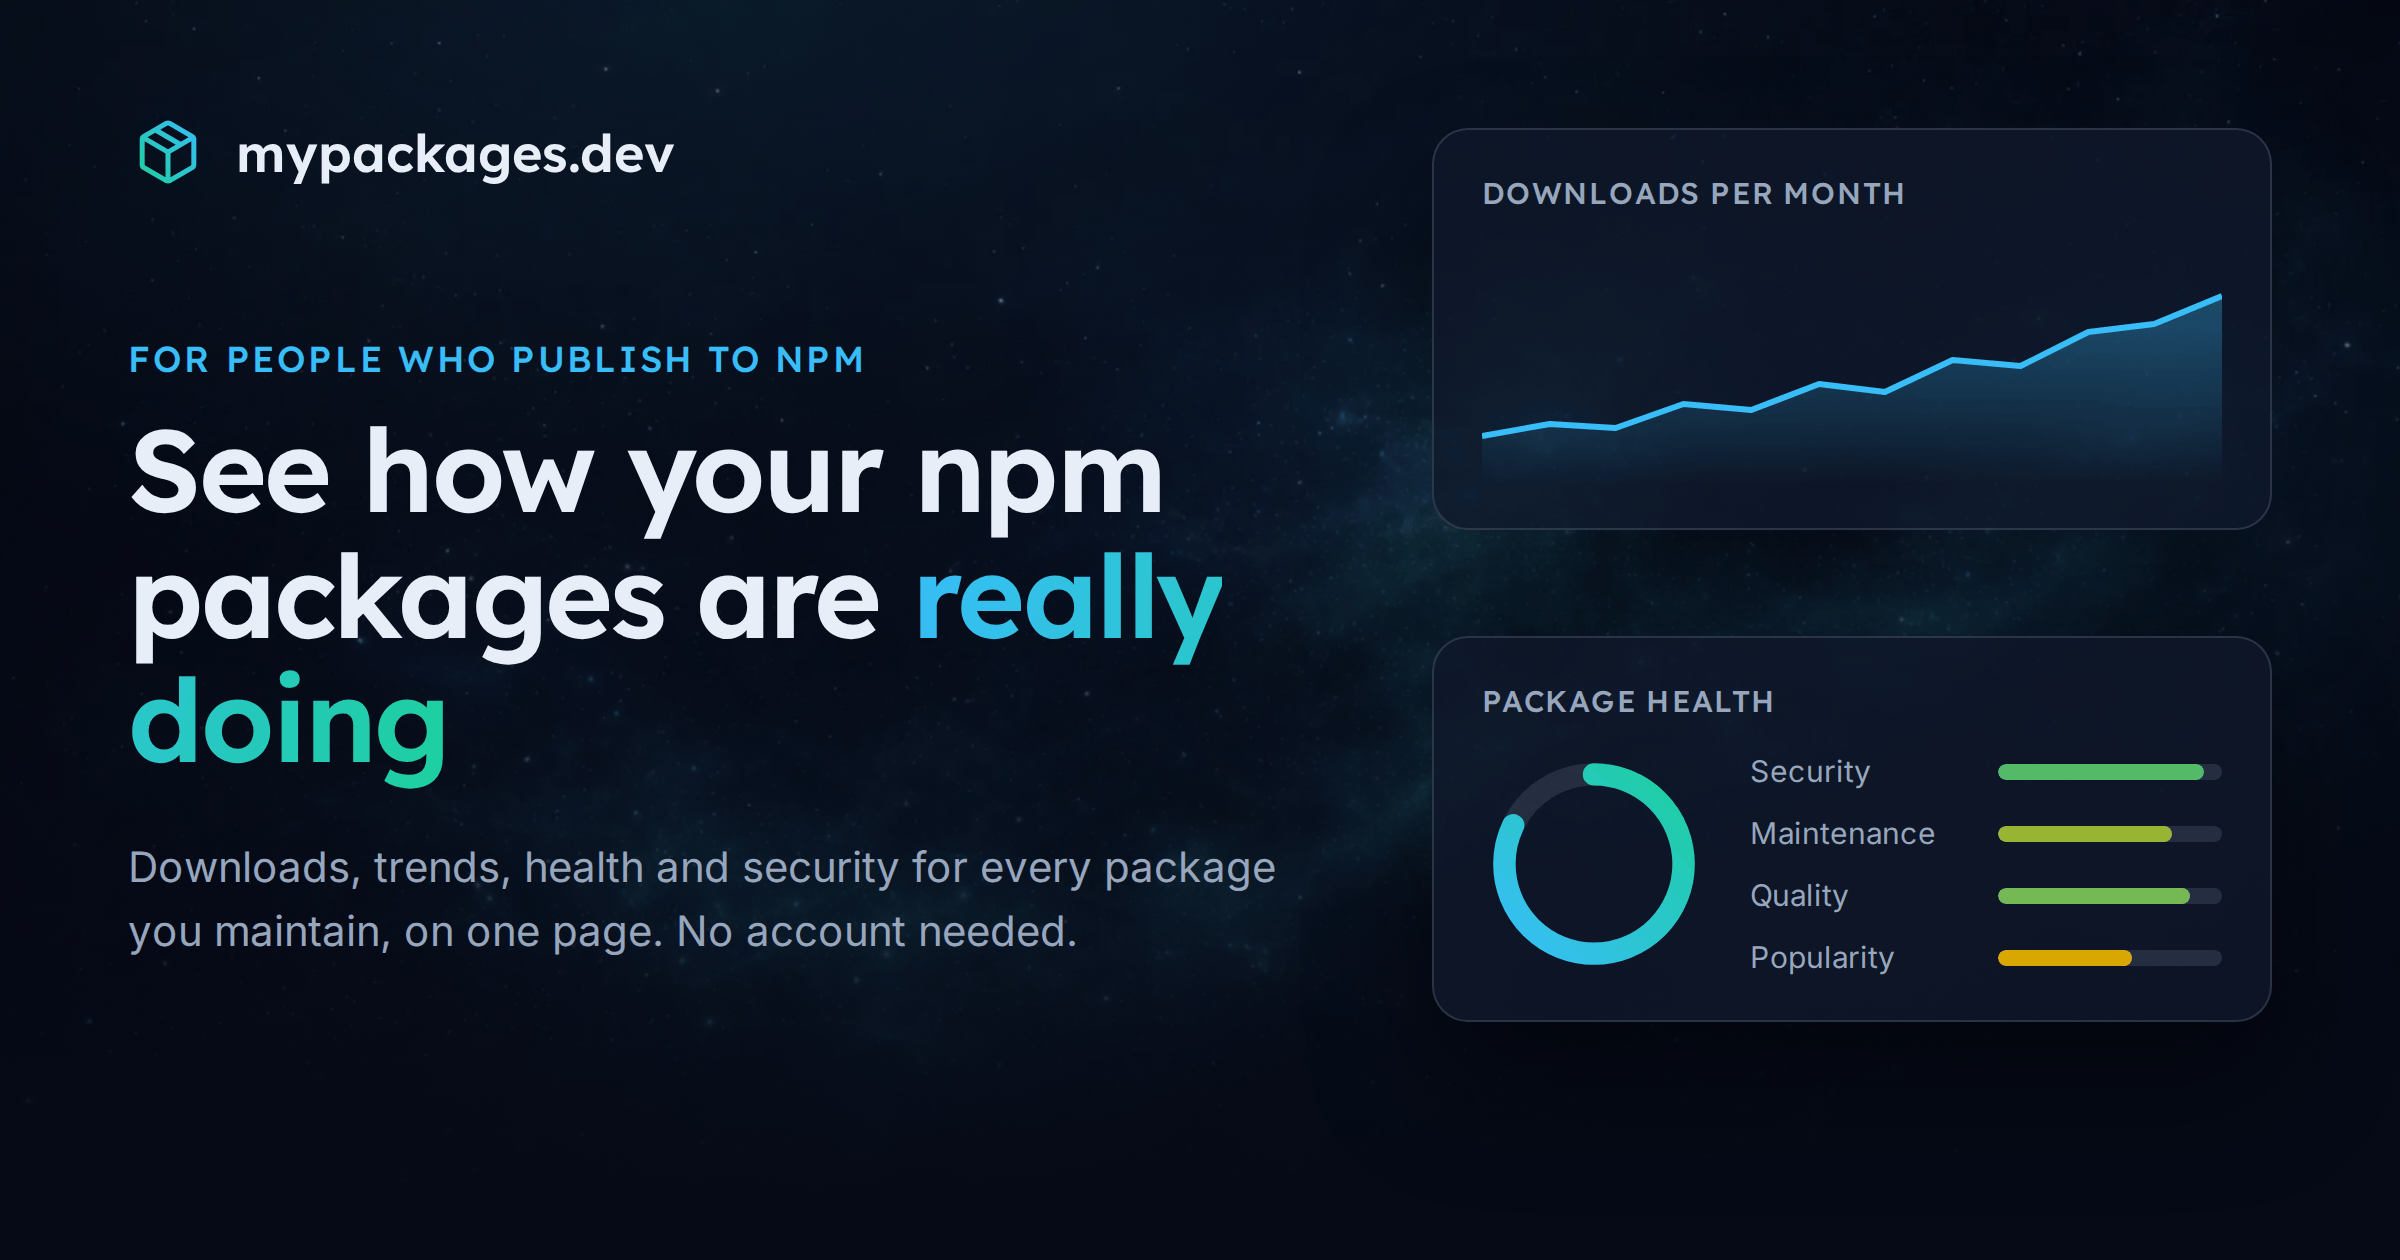 mypackages.dev
FOR PEOPLE WHO PUBLISH TO NPM
See how your npm
packages are really
doing
Downloads, trends, health and security for every package
you maintain, on one page. No account needed.
DOWNLOADS PER MONTH
PACKAGE HEALTH
Security
Maintenance
Quality
Popularity